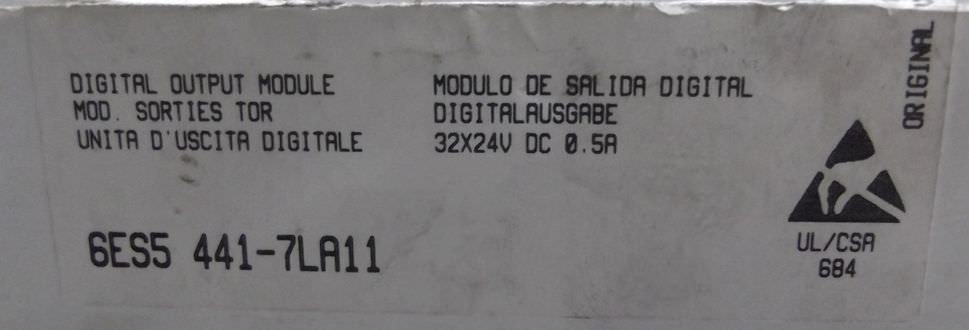 DIGITAL OUTPUT MODULE
MOD. SORTIES TOR
UNITA D'USCITA DIGITALE
MODULO DE SALIDA DIGITAL
DIGITALAUSGABE
32X24V DC 0.5A
6ES5 441-7LA11
ORIGINAL
UL/CSA
684